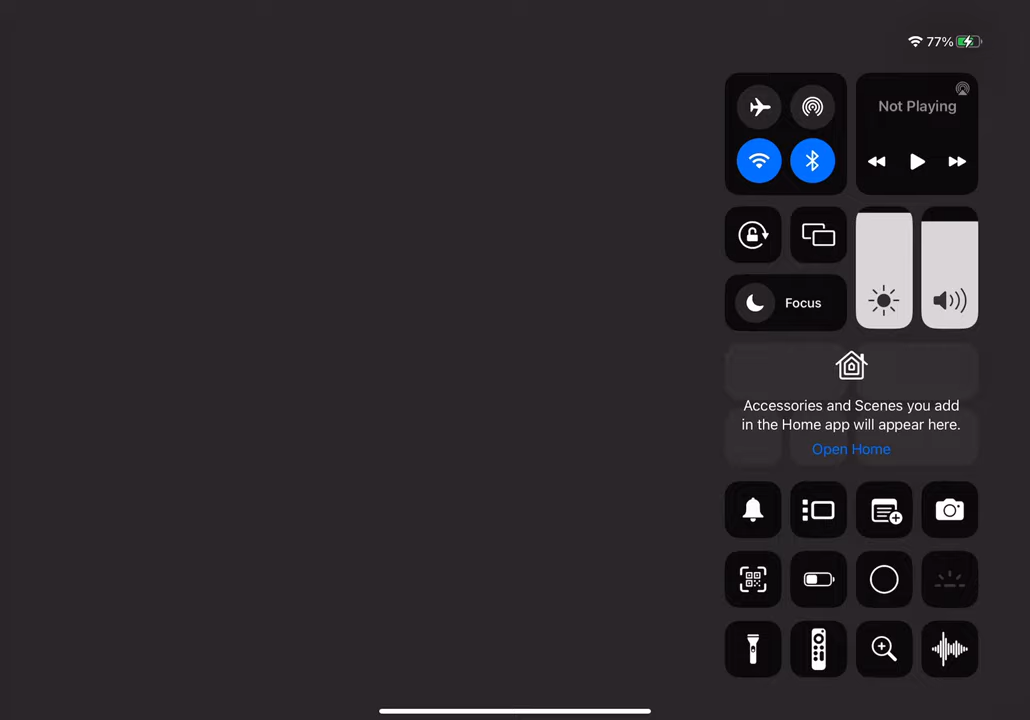 77%
Not Playing
Focus
Accessories and Scenes you add
in the Home app will appear here.
Open Home